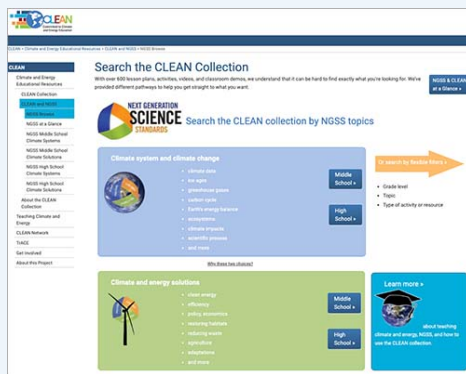 CLEAN
CLEAN > Climate and Energy Educational Resources > CLEAN and NGSS > NGSS Browse
CLEAN
Climate and Energy
Educational Resources
CLEAN Collection
CLEAN and NGSS
NGSS Browse
NGSS at a Glance
NGSS Middle School
Climate Systems
NGSS Middle School
Climate Solutions
NGSS High School
Climate Systems
NGSS High School
Climate Solutions
About the CLEAN
Collection
Teaching Climate and
Energy
CLEAN Network
TrACE
Get Involved
About this Project
Search the CLEAN Collection
With over 600 lesson plans, activities, videos, and classroom demos, we understand that it can be hard to find exactly what you're looking for. We've
provided different pathways to help you get straight to what you want.
NGSS & CLEAN
at a Glance »
NEXT GENERATION
SCIENCE
STANDARDS
Search the CLEAN collection by NGSS topics
Climate system and climate change
climate data
ice ages
greenhouse gases
carbon cycle
Earth's energy balance
ecosystems
climate impacts
scientific process
and more
Middle
School »
High
School »
Or search by flexible filters »
Grade level
Topic
Type of activity or resource
Why these two choices?
Climate and energy solutions
clean energy
efficiency
policy, economics
restoring habitats
reducing waste
agriculture
adaptations
and more
Middle
School »
High
School »
Learn more »
about teaching
climate and energy, NGSS, and how to
use the CLEAN collection.